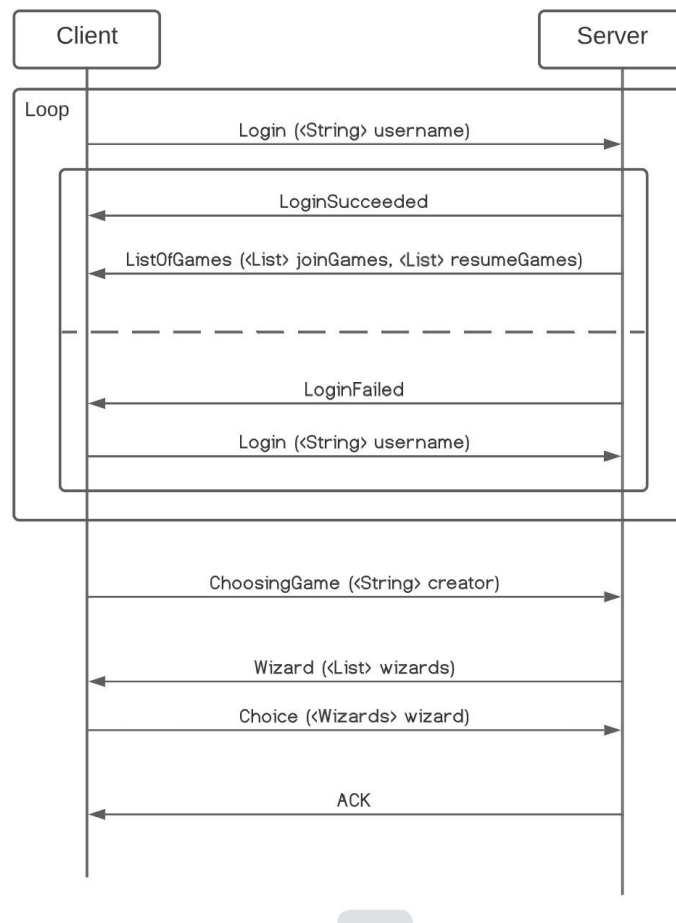 Client
Server
Loop
Login (<String> username)
LoginSucceeded
ListOfGames (<List> joinGames, <List> resumeGames)
LoginFailed
Login (<String> username)
ChoosingGame (<String> creator)
Wizard (<List> wizards)
Choice (<Wizards> wizard)
ACK